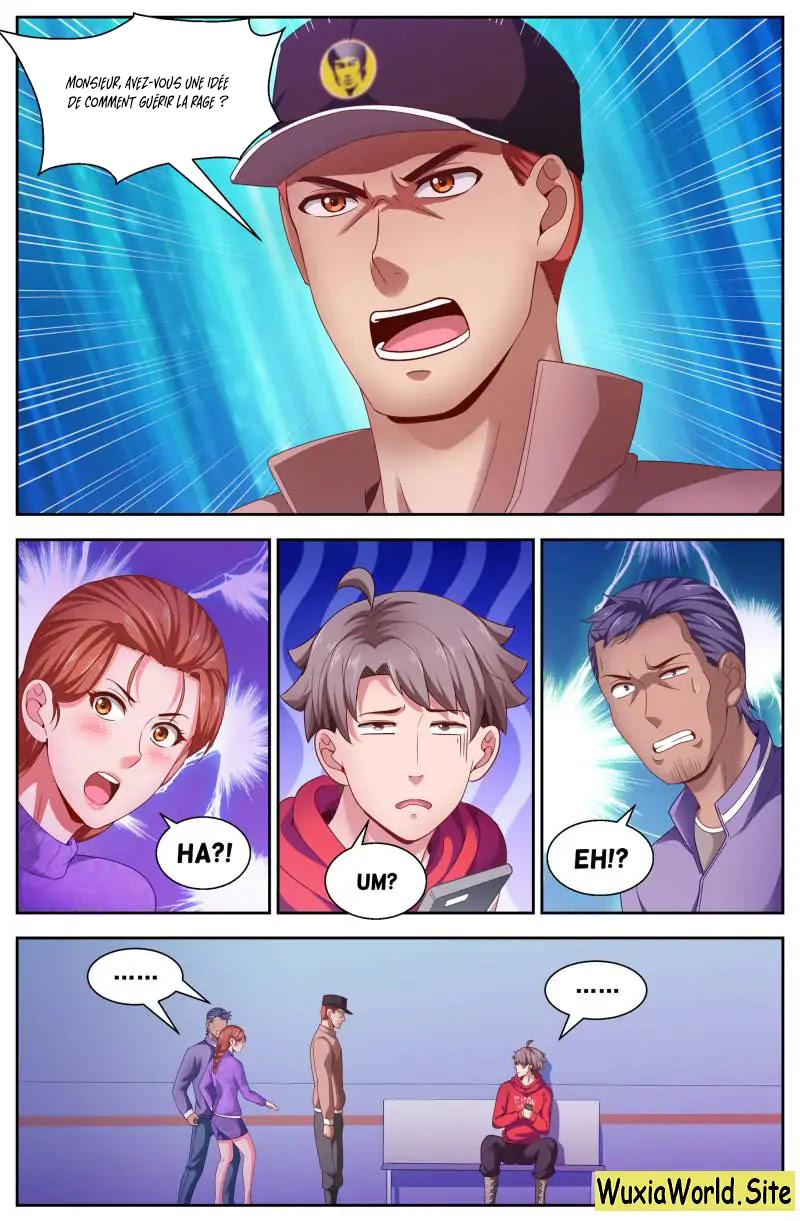 MONSIEUR, AVEZ-VOUS UNE IDÉE
DE COMMENT GUÉRIR LA RAGE ?
HA?!
UM?
EH!?
......
......
WuxiaWorld.Site